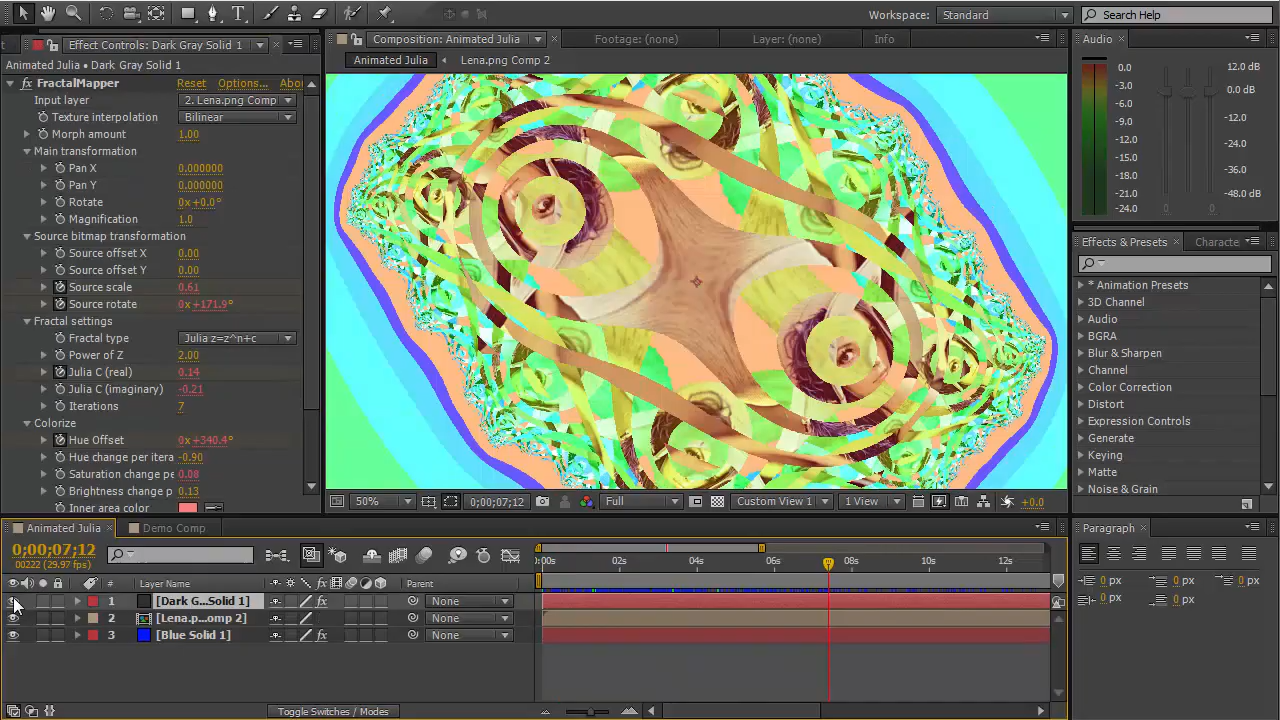 Workspace: Standard Search Help
Effect Controls: Dark Gray Solid 1
Composition: Animated Julia
Footage: (none)
Layer: (none)
Info
Audio
Animated Julia • Dark Gray Solid 1
Animated Julia Lena.png Comp 2
FractalMapper Reset Options... Abou
Input layer 2. Lena.png Comp
Texture interpolation Bilinear
Morph amount 1.00
Main transformation
Pan X 0.000000
Pan Y 0.000000
Rotate 0x+0.0°
Magnification 1.0
Source bitmap transformation
Source offset X 0.00
Source offset Y 0.00
Source scale 0.61
Source rotate 0x+171.9°
Fractal settings
Fractal type Julia z=z^n+c
Power of Z 2.00
Julia C (real) 0.14
Julia C (imaginary) -0.21
Iterations 7
Colorize
Hue Offset 0x+340.4°
Hue change per itera -0.90
Saturation change pe 0.08
Brightness change p 0.13
Inner area color
0.0
-3.0
-6.0
-9.0
-12.0
-15.0
-18.0
-21.0
-24.0
12.0 dB
0.0 dB
-12.0
-24.0
-36.0
-48.0 dB
Effects & Presets Characte
* Animation Presets
3D Channel
Audio
BGRA
Blur & Sharpen
Channel
Color Correction
Distort
Expression Controls
Generate
Keying
Matte
Noise & Grain
50% 0;00;07;12 Full Custom View 1 1 View +0.0
Animated Julia Demo Comp
0;00;07;12
00222 (29.97 fps)
:00s 02s 04s 06s 08s 10s 12s
# Layer Name fx Parent
1 [Dark G...Solid 1] fx None
2 [Lena.p...omp 2] None
3 [Blue Solid 1] fx None
Toggle Switches / Modes
Paragraph
0 px 0 px 0 px
0 px 0 px